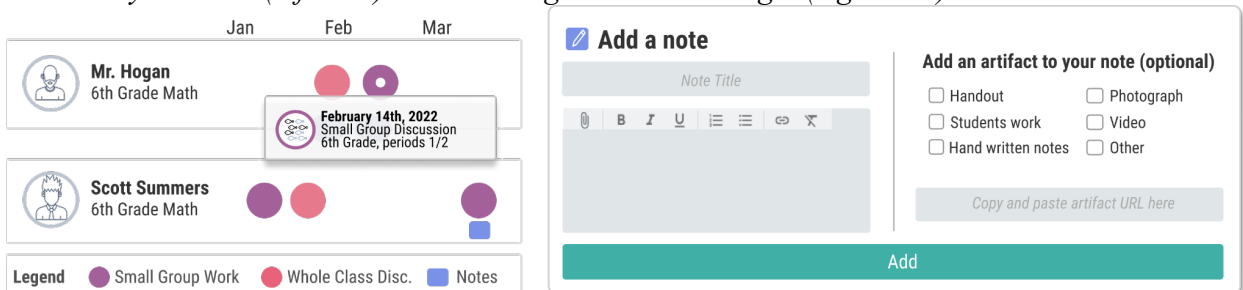 Jan Feb Mar
Mr. Hogan
6th Grade Math
February 14th, 2022
Small Group Discussion
6th Grade, periods 1/2
Scott Summers
6th Grade Math
Legend Small Group Work Whole Class Disc. Notes
Add a note
Note Title
B I U
Add an artifact to your note (optional)
Handout Photograph
Students work Video
Hand written notes Other
Copy and paste artifact URL here
Add